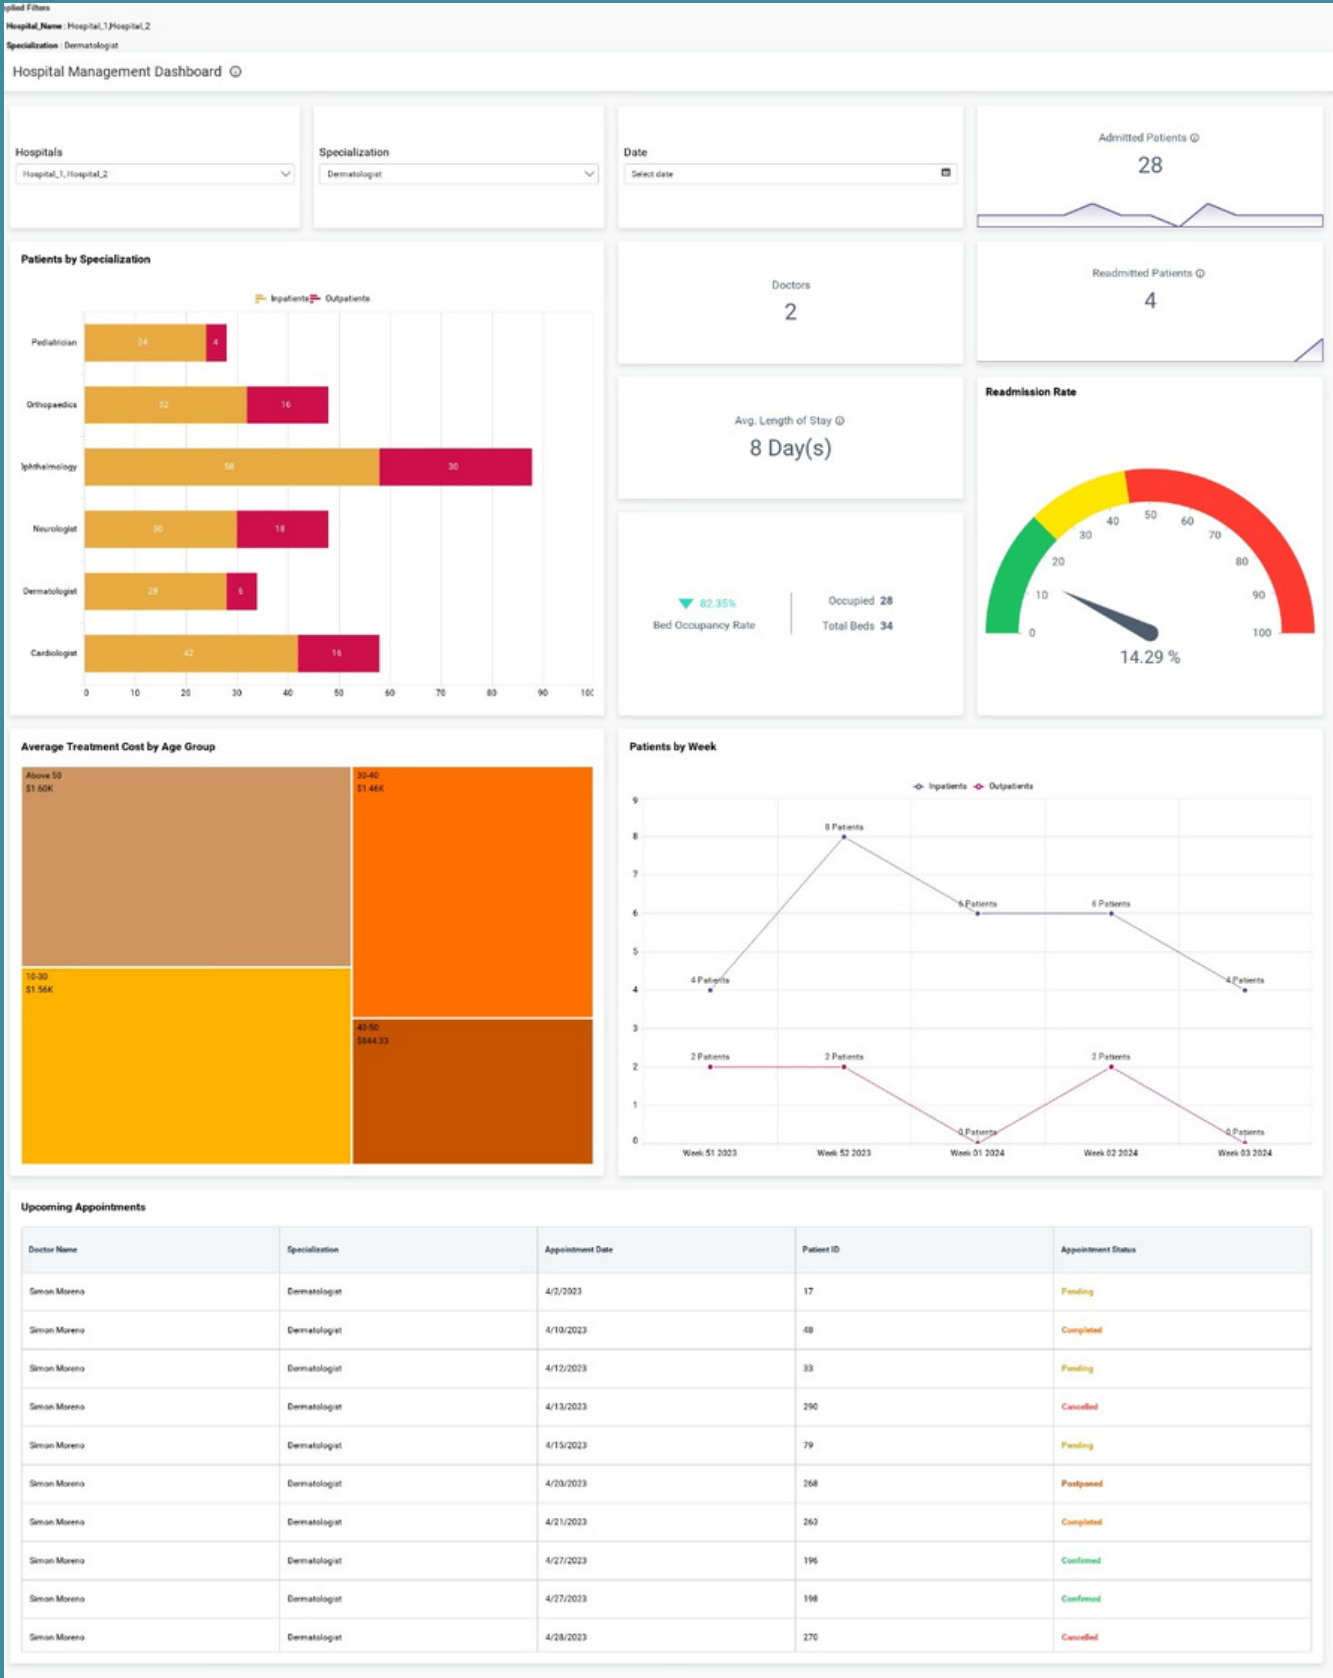 plied Filters
Hospital_Name : Hospital_1,Hospital_2
Specialization : Dermatologist
Hospital Management Dashboard
Hospitals
Hospital_1, Hospital_2
Specialization
Dermatologist
Date
Select date
Admitted Patients
28
Patients by Specialization
Inpatients Outpatients
Pediatrician 24 4
Orthopaedics 32 16
Ophthalmology 58 30
Neurologist 30 18
Dermatologist 28 6
Cardiologist 42 16
0 10 20 30 40 50 60 70 80 90 100
Doctors
2
Readmitted Patients
4
Avg. Length of Stay
8 Day(s)
82.35%
Bed Occupancy Rate
Occupied 28
Total Beds 34
Readmission Rate
0 10 20 30 40 50 60 70 80 90 100
14.29 %
Average Treatment Cost by Age Group
Above 50
$1.60K
30-40
$1.46K
10-30
$1.56K
40-50
$844.33
Patients by Week
Inpatients Outpatients
9
8
7
6
5
4
3
2
1
0
4 Patients
8 Patients
6 Patients
6 Patients
4 Patients
2 Patients
2 Patients
0 Patients
2 Patients
0 Patients
Week 51 2023 Week 52 2023 Week 01 2024 Week 02 2024 Week 03 2024
Upcoming Appointments
Doctor Name Specialization Appointment Date Patient ID Appointment Status
Simon Moreno Dermatologist 4/2/2023 17 Pending
Simon Moreno Dermatologist 4/10/2023 48 Completed
Simon Moreno Dermatologist 4/12/2023 33 Pending
Simon Moreno Dermatologist 4/13/2023 290 Cancelled
Simon Moreno Dermatologist 4/15/2023 79 Pending
Simon Moreno Dermatologist 4/20/2023 268 Postponed
Simon Moreno Dermatologist 4/21/2023 263 Completed
Simon Moreno Dermatologist 4/27/2023 196 Confirmed
Simon Moreno Dermatologist 4/27/2023 198 Confirmed
Simon Moreno Dermatologist 4/28/2023 270 Cancelled